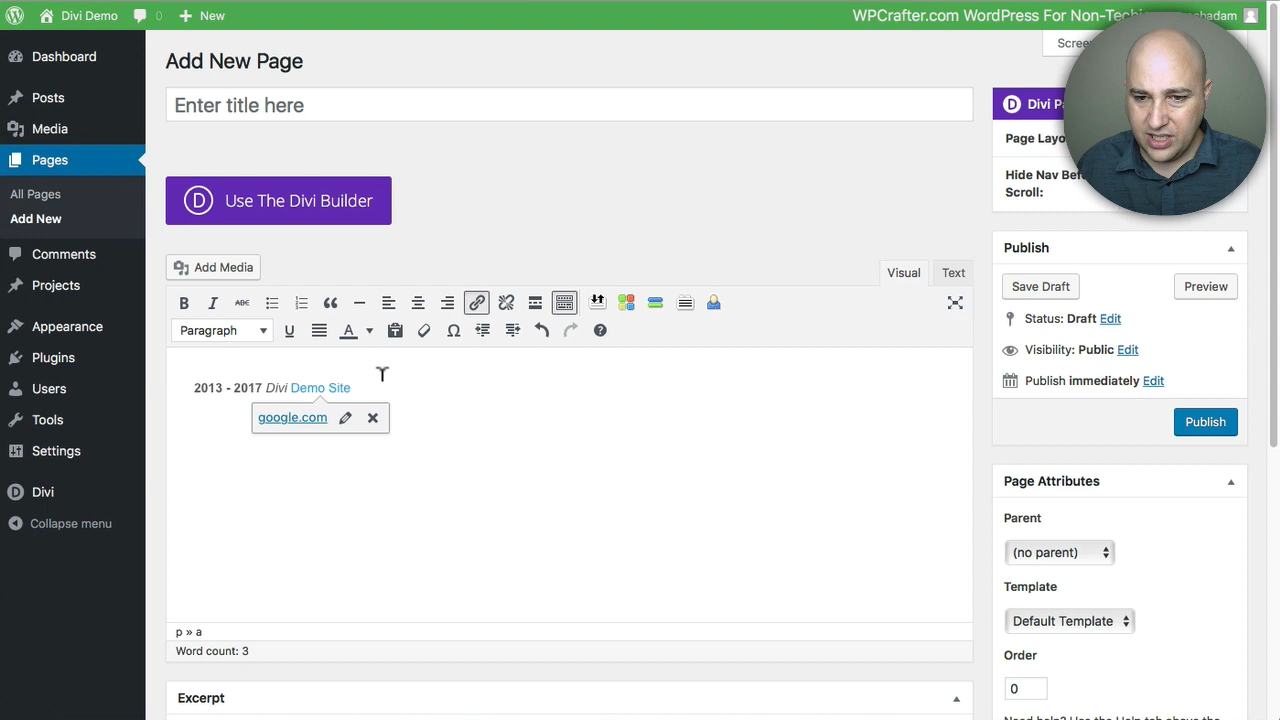 Divi Demo 0 New WPCrafter.com WordPress For Non-Techi
Dashboard
Posts
Media
Pages
All Pages
Add New
Comments
Projects
Appearance
Plugins
Users
Tools
Settings
Divi
Collapse menu
Add New Page
Enter title here
D Use The Divi Builder
Add Media
Visual Text
B I ABC
Paragraph U A Ω ?
2013 - 2017 Divi Demo Site
google.com
p » a
Word count: 3
Excerpt
Page Layo
Hide Nav Bef
Scroll:
Publish
Save Draft Preview
Status: Draft Edit
Visibility: Public Edit
Publish immediately Edit
Publish
Page Attributes
Parent
(no parent)
Template
Default Template
Order
0